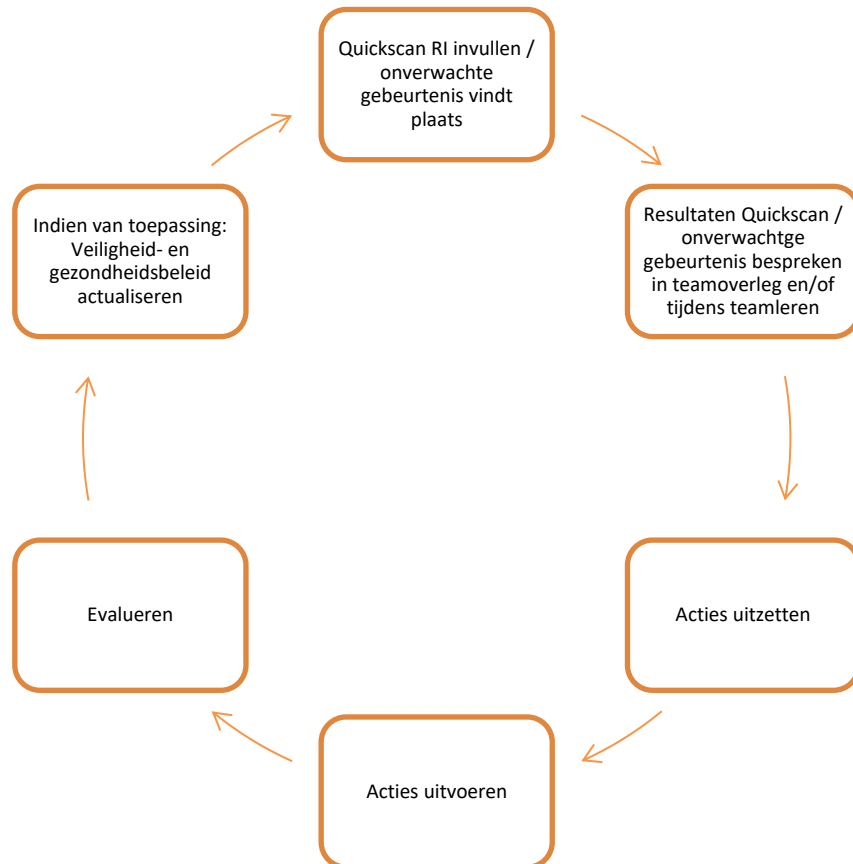 Quickscan RI invullen /
onverwachte
gebeurtenis vindt
plaats
Resultaten Quickscan /
onverwachtge
gebeurtenis bespreken
in teamoverleg en/of
tijdens teamleren
Acties uitzetten
Acties uitvoeren
Evalueren
Indien van toepassing:
Veiligheid- en
gezondheidsbeleid
actualiseren